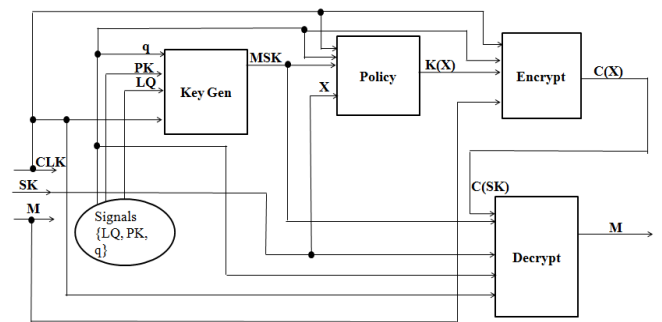 q
PK
LQ
Key Gen
MSK
X
Policy
K(X)
Encrypt
C(X)
CLK
SK
M
Signals
{LQ, PK,
q}
C(SK)
Decrypt
M